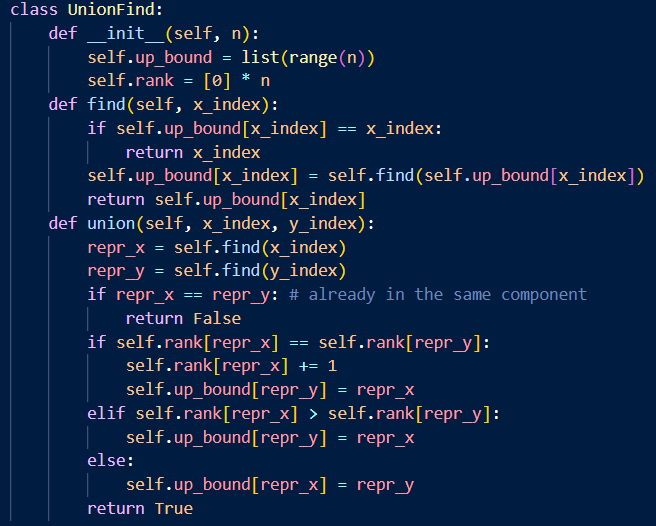 class UnionFind:
    def __init__(self, n):
        self.up_bound = list(range(n))
        self.rank = [0] * n
    def find(self, x_index):
        if self.up_bound[x_index] == x_index:
            return x_index
        self.up_bound[x_index] = self.find(self.up_bound[x_index])
        return self.up_bound[x_index]
    def union(self, x_index, y_index):
        repr_x = self.find(x_index)
        repr_y = self.find(y_index)
        if repr_x == repr_y: # already in the same component
            return False
        if self.rank[repr_x] == self.rank[repr_y]:
            self.rank[repr_x] += 1
            self.up_bound[repr_y] = repr_x
        elif self.rank[repr_x] > self.rank[repr_y]:
            self.up_bound[repr_y] = repr_x
        else:
            self.up_bound[repr_x] = repr_y
        return True